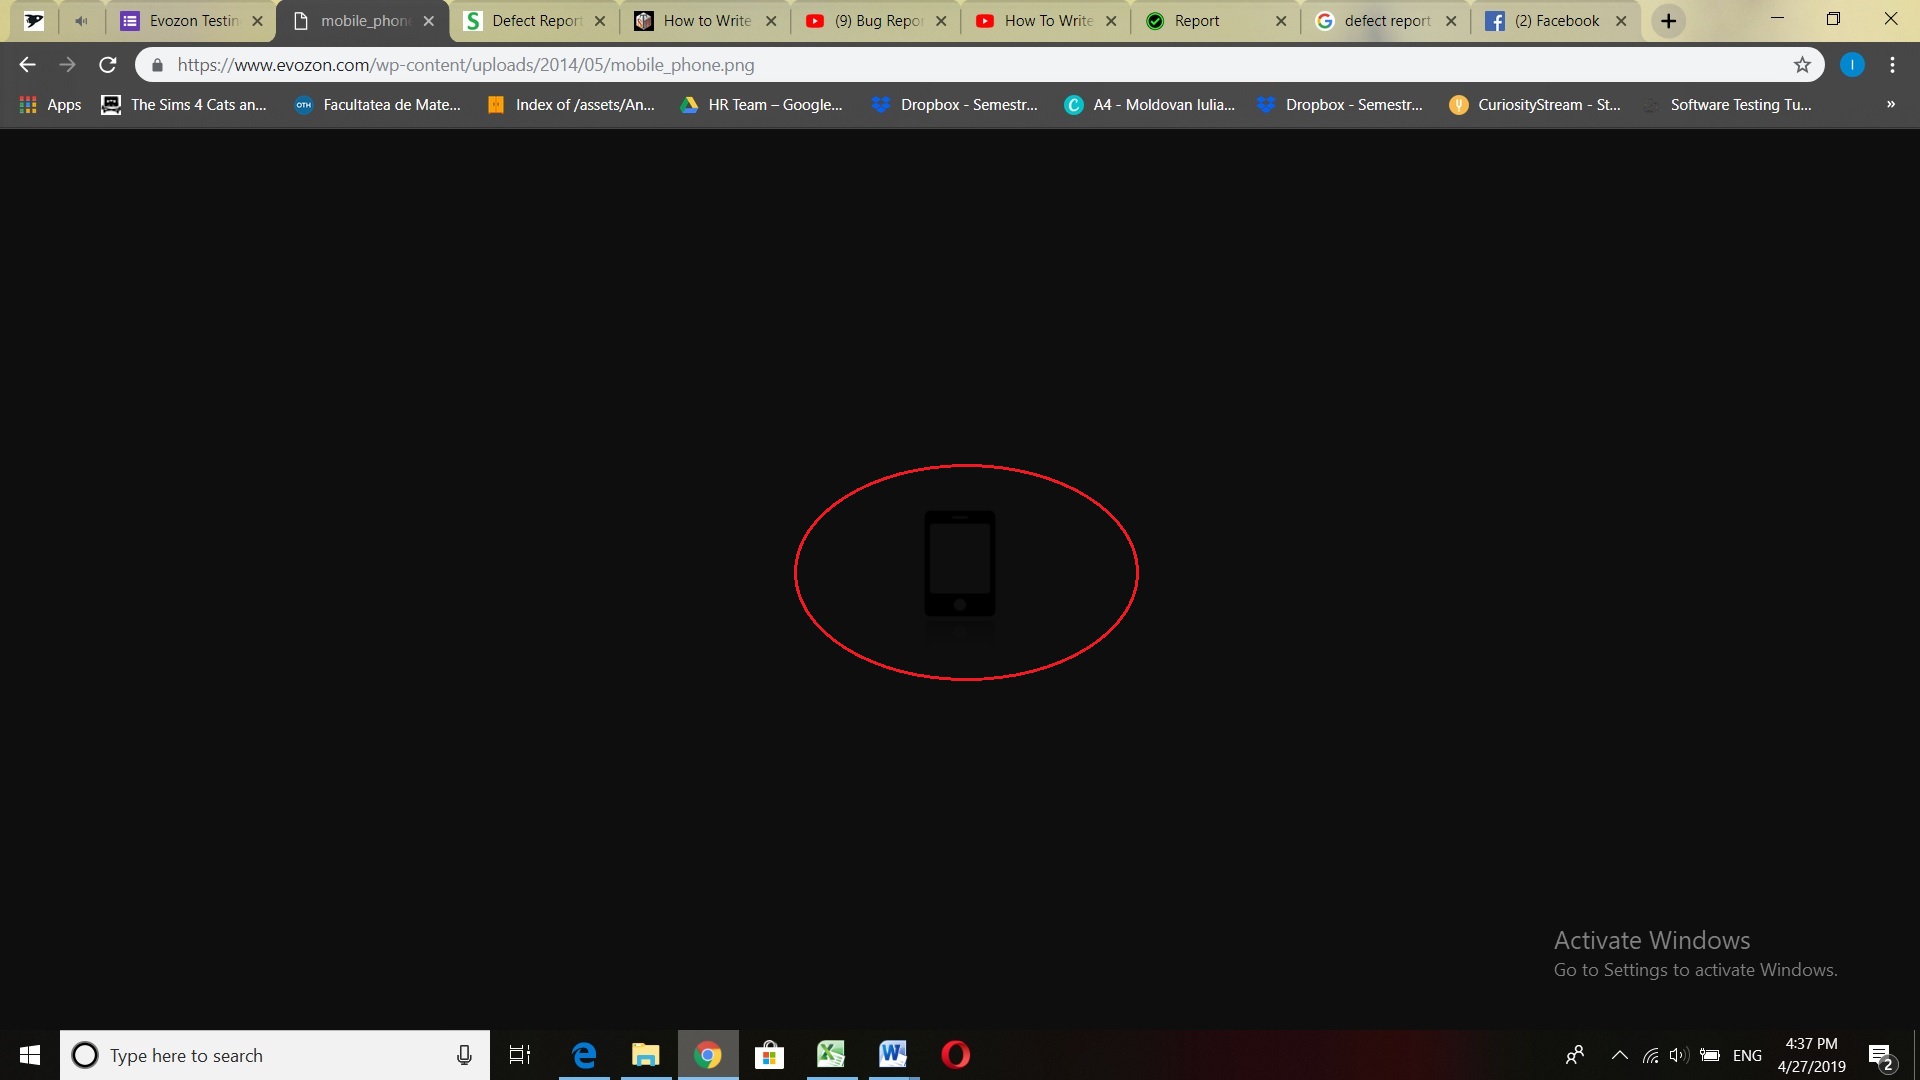 Evozon Testin
mobile_phone
Defect Report
How to Write
(9) Bug Repor
How To Write
Report
defect report
(2) Facebook
https://www.evozon.com/wp-content/uploads/2014/05/mobile_phone.png
I
Apps
The Sims 4 Cats an...
OTH
Facultatea de Mate...
Index of /assets/An...
HR Team – Google...
Dropbox - Semestr...
A4 - Moldovan Iulia...
Dropbox - Semestr...
CuriosityStream - St...
Software Testing Tu...
»
Activate Windows
Go to Settings to activate Windows.
Type here to search
ENG
4:37 PM
4/27/2019
2